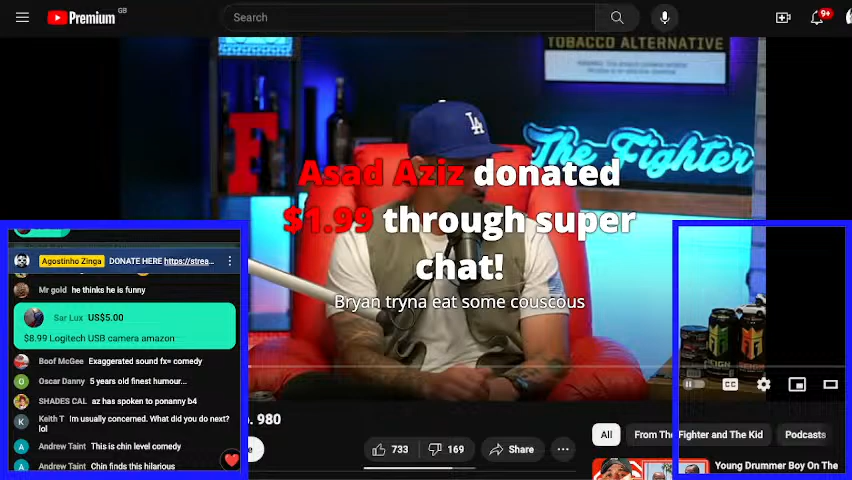 Premium GB
Search
9+
TOBACCO ALTERNATIVE
F
LA
The Fighter
Asad Aziz donated
$1.99 through super
chat!
Bryan tryna eat some couscous
Agostinho Zinga DONATE HERE https://strea...
Mr gold he thinks he is funny
Sar Lux US$5.00
$8.99 Logitech USB camera amazon
Boof McGee Exaggerated sound fx= comedy
O Oscar Danny 5 years old finest humour...
SHADES CAL az has spoken to ponanny b4
K Keith T Im usually concerned. What did you do next?
lol
A Andrew Taint This is chin level comedy
A Andrew Taint Chin finds this hilarious
REIGN
CC
. 980
733
169
Share
All
From The Fighter and The Kid
Podcasts
Young Drummer Boy On The